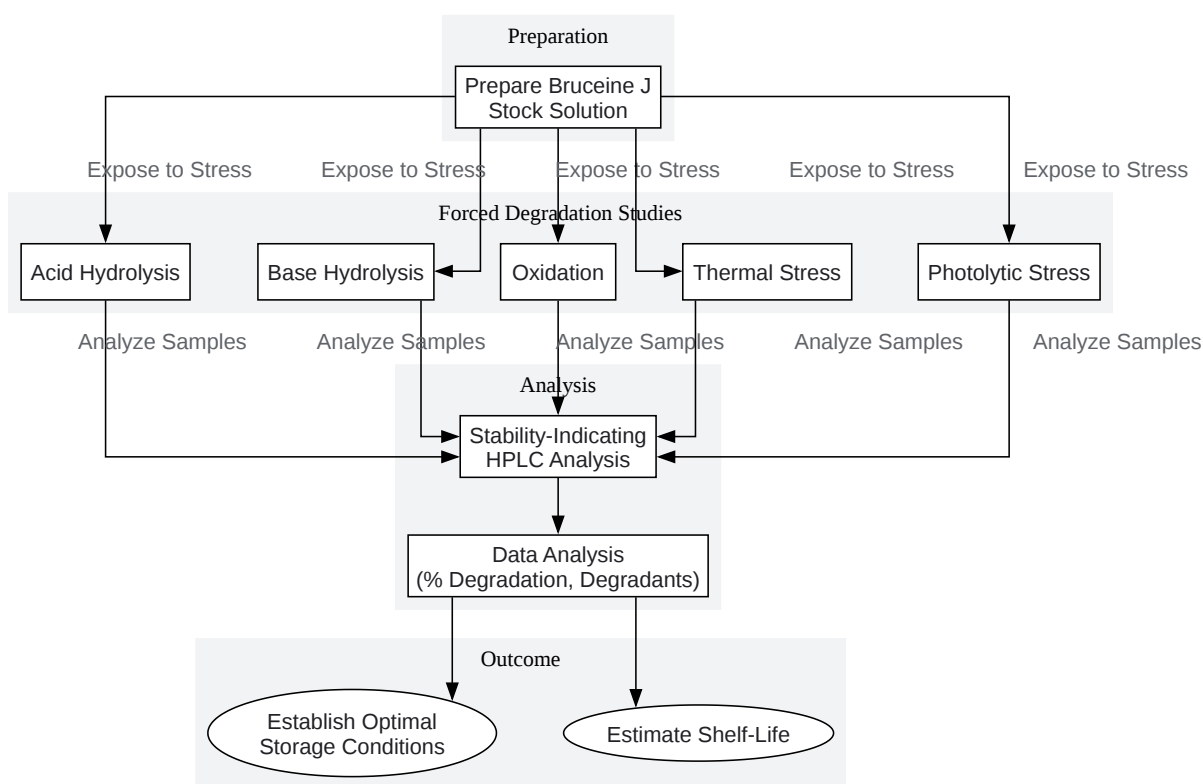 Preparation
Prepare Bruceine J
Stock Solution
Expose to Stress
Expose to Stress
Expose to Stress
Expose to Stress
Expose to Stress
Forced Degradation Studies
Acid Hydrolysis
Base Hydrolysis
Oxidation
Thermal Stress
Photolytic Stress
Analyze Samples
Analyze Samples
Analyze Samples
Analyze Samples
Analyze Samples
Analysis
Stability-Indicating
HPLC Analysis
Data Analysis
(% Degradation, Degradants)
Outcome
Establish Optimal
Storage Conditions
Estimate Shelf-Life